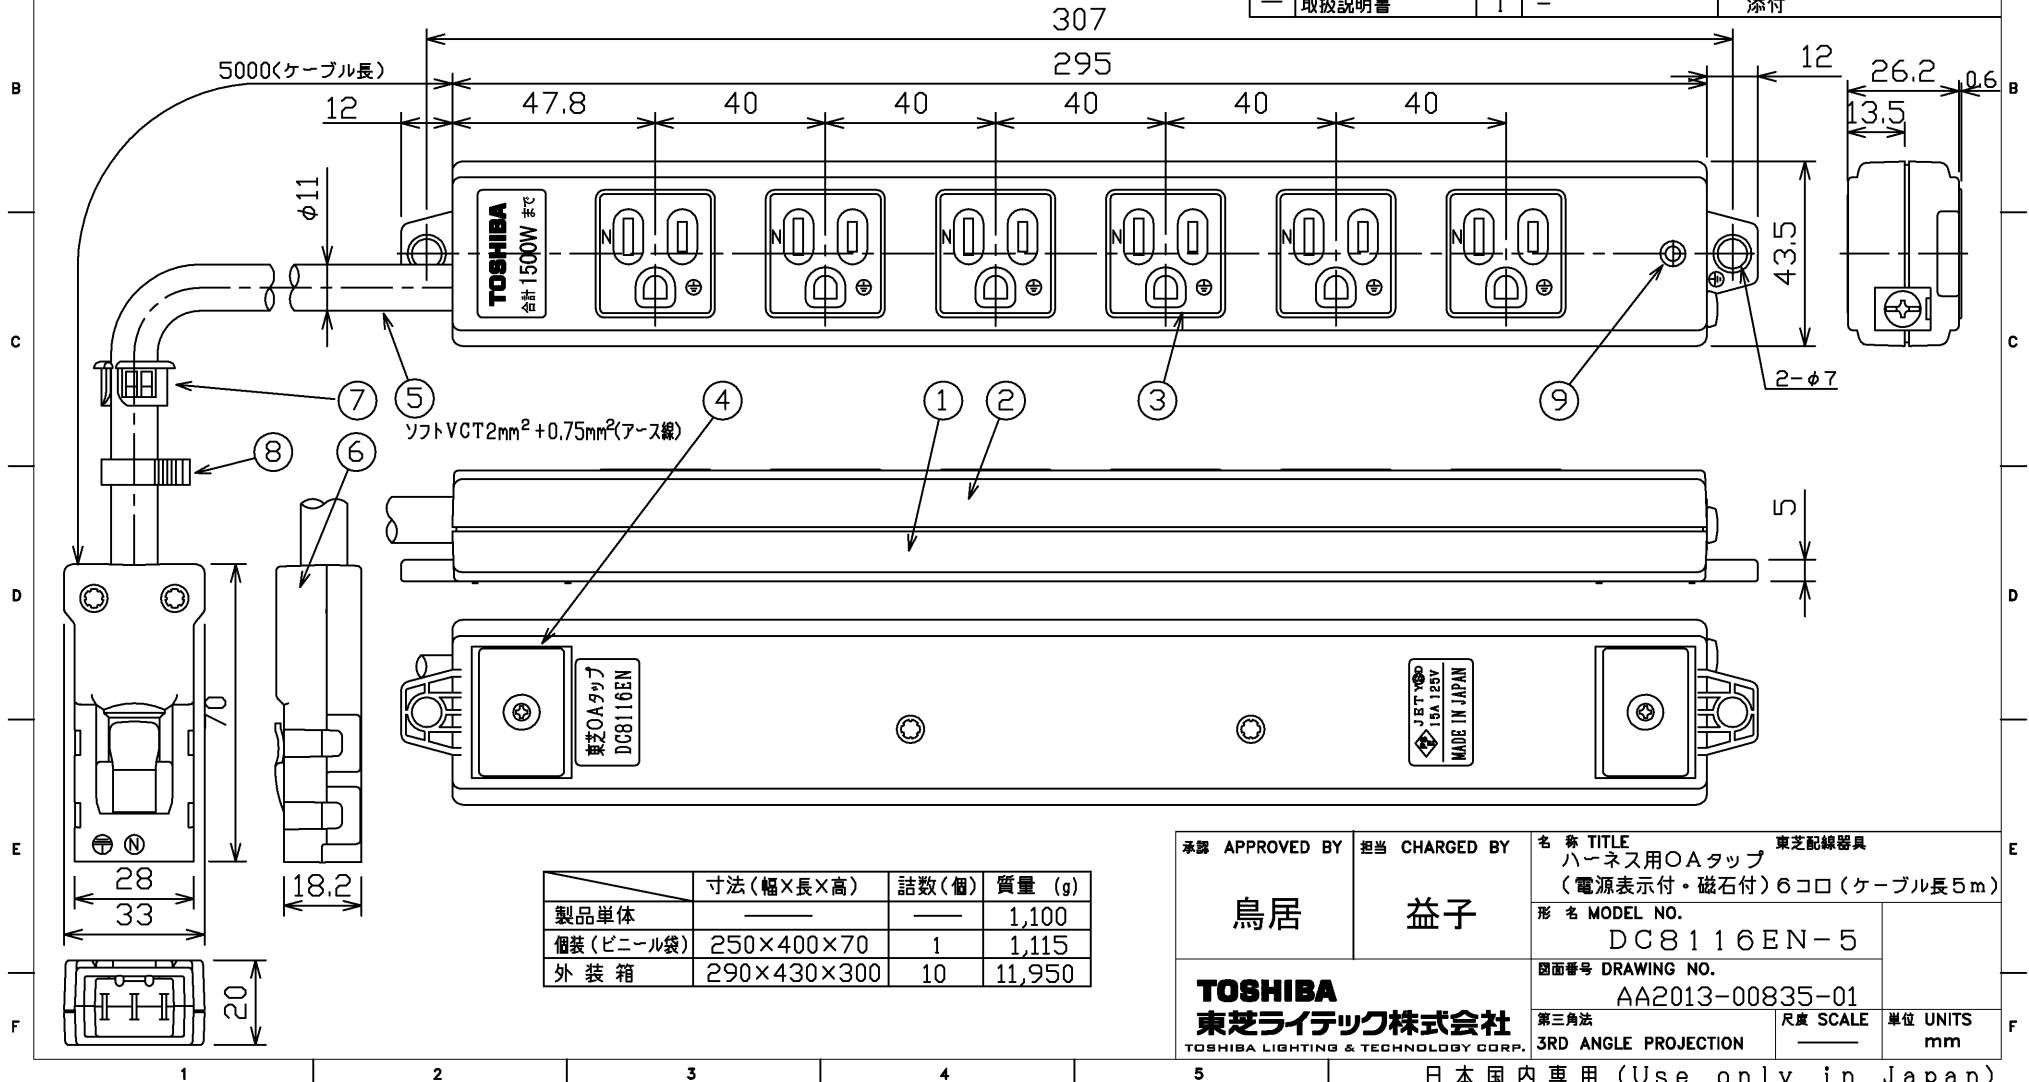 — 取扱説明書 1 − 添付
307
5000(ケーブル長)
295
12
26.2
0.6
12
47.8
40
40
40
40
40
13.5
B
B
φ11
TOSHIBA
合計1500W まで
N
N
N
N
N
N
43.5
C
C
2-φ7
7
5
4
1
2
3
9
ソフトVCT2mm²+0.75mm²(アース線)
8
6
5
D
D
70
東芝OAタップ
DC8116EN
JET
15A 125V
MADE IN JAPAN
N
28
33
18.2
20
E
E
寸法(幅×長×高) 詰数(個) 質量 (g)
製品単体 —— —— 1,100
個装(ビニール袋) 250×400×70 1 1,115
外装箱 290×430×300 10 11,950
承認 APPROVED BY
鳥居
担当 CHARGED BY
益子
名 称 TITLE 東芝配線器具
ハーネス用OAタップ
(電源表示付・磁石付)6コロ(ケーブル長5m)
形 名 MODEL NO.
DC8116EN-5
図面番号 DRAWING NO.
AA2013-00835-01
TOSHIBA
東芝ライテック株式会社
TOSHIBA LIGHTING & TECHNOLOGY CORP.
第三角法
3RD ANGLE PROJECTION
尺度 SCALE
——
単位 UNITS
mm
F
F
1
2
3
4
5
日本国内専用(Use only in Japan)